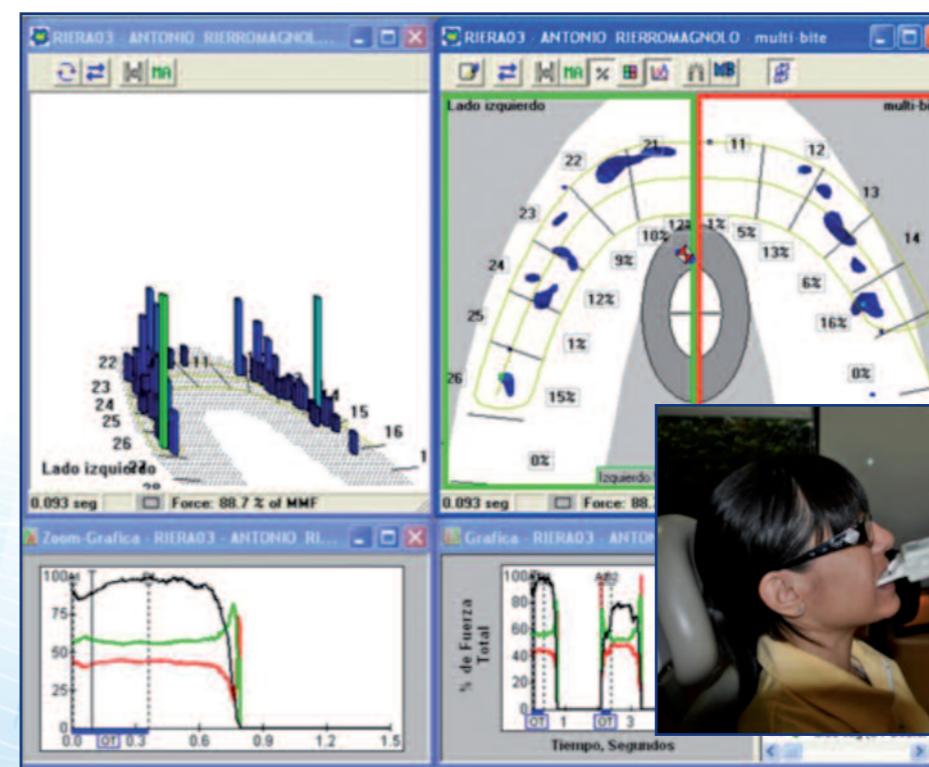 RIERA03 - ANTONIO RIERROMAGNOL...
MA
22
11
23
24
25
26
15
16
Lado izquierdo
0.093 seg
Force: 88.7 % of MMF
RIERA03 - ANTONIO RIERROMAGNOLO - multi-bite
MA
%
MB
Lado izquierdo
multi-bi
21
11
22
12
23
13
24
14
25
26
12%
1%
10%
5%
9%
13%
12%
6%
1%
16%
15%
0%
0%
Izquierdo
0.093 seg
Force: 88.
Zoom-Grafica - RIERA03 - ANTONIO RI...
100
75
50
25
0
0.0
OT
0.3
0.6
0.9
1.2
1.5
Grafica - RIERA03 - ANTON
% de Fuerza
Total
100
80
60
40
20
0
OT
1
OT
3
Tiempo, Segundos